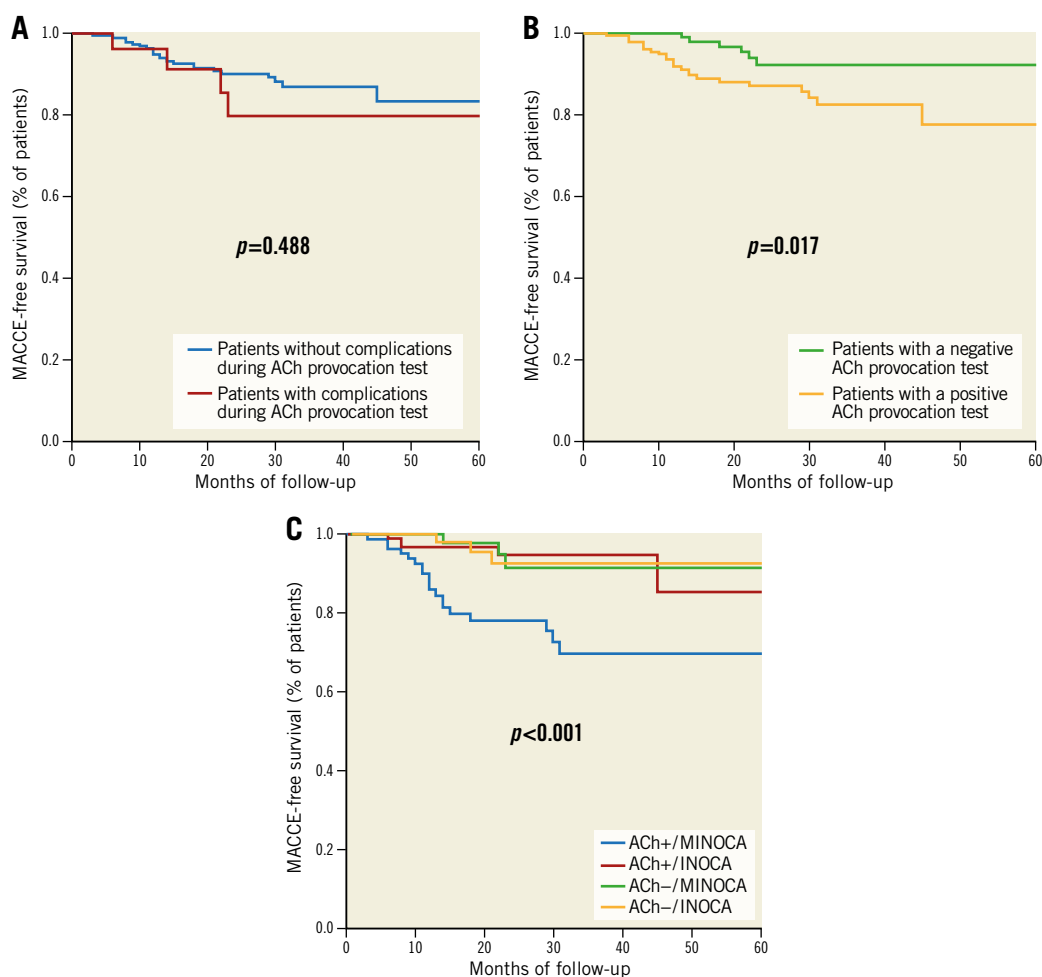 A
MACCE-free survival (% of patients)
1.0
0.8
0.6
0.4
0.2
0.0
p=0.488
Patients without complications
during ACh provocation test
Patients with complications
during ACh provocation test
0 10 20 30 40 50 60
Months of follow-up
B
MACCE-free survival (% of patients)
1.0
0.8
0.6
0.4
0.2
0.0
p=0.017
Patients with a negative
ACh provocation test
Patients with a positive
ACh provocation test
0 10 20 30 40 50 60
Months of follow-up
C
MACCE-free survival (% of patients)
1.0
0.8
0.6
0.4
0.2
0.0
p<0.001
ACh+/MINOCA
ACh+/INOCA
ACh−/MINOCA
ACh−/INOCA
0 10 20 30 40 50 60
Months of follow-up